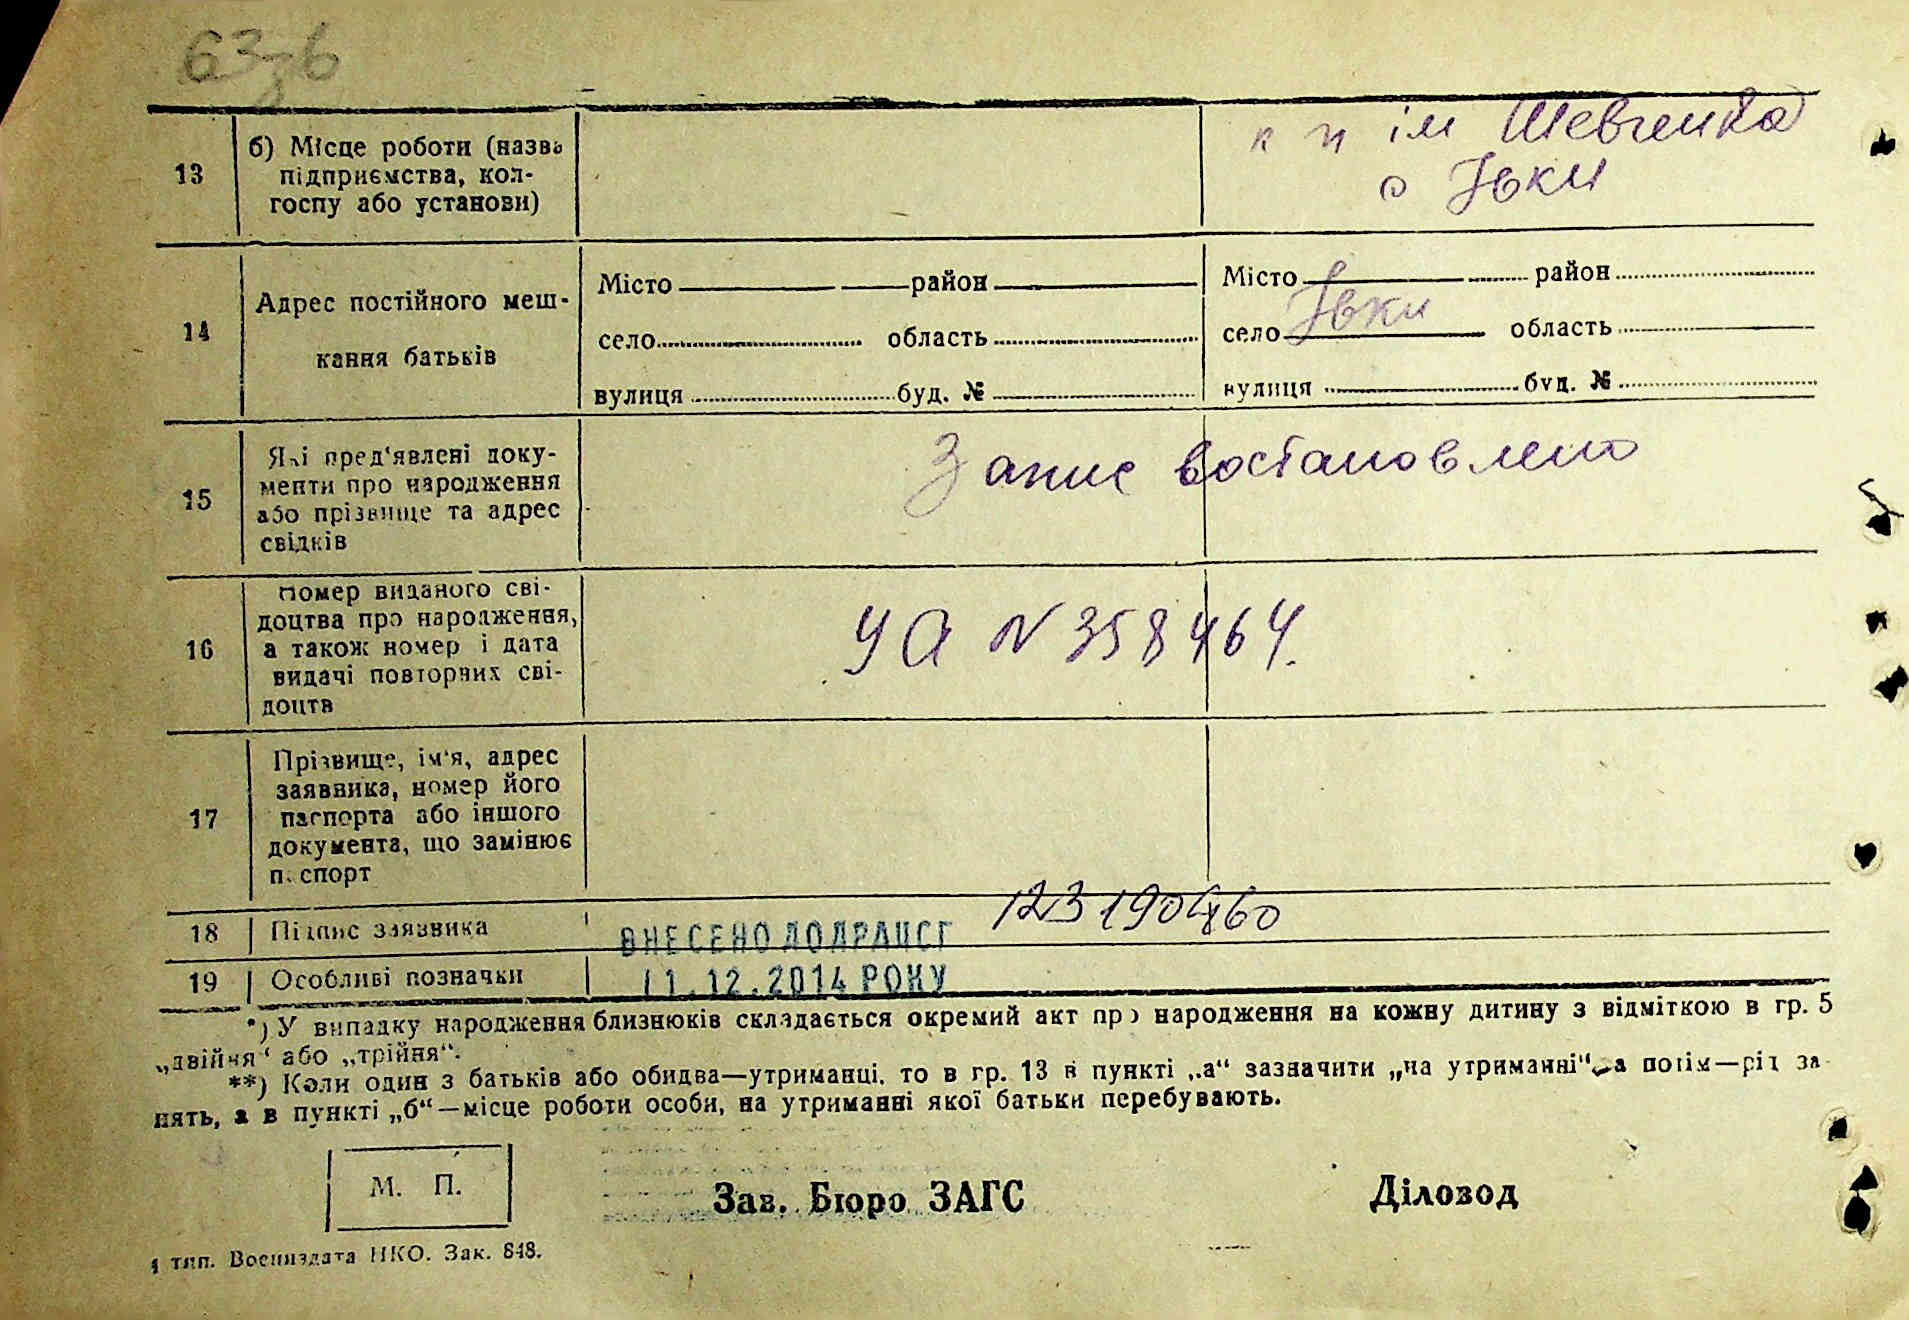 63зв
13
б) Місце роботи (назва
підприємства, кол-
госпу або установи)
к п ім Шевченка
с Івки
14
Адрес постійного меш-
кання батьків
Місто район
село область
вулиця буд. №
Місто район
село Івки область
вулиця буд. №
15
Які пред'явлені доку-
менти про народження
або прізвище та адрес
свідків
Запис востановлено
16
Номер виданого сві-
доцтва про народження,
а також номер і дата
видачі повторних сві-
доцтв
УА N 358464.
17
Прізвище, ім'я, адрес
заявника, номер його
паспорта або іншого
документа, що замінює
паспорт
18
Підпис заявника
1231904460
ВНЕСЕНО ДО ДРАЦСГ
19
Особливі позначки
11.12.2014 РОКУ
*) У випадку народження близнюків складається окремий акт про народження на кожну дитину з відміткою в гр. 5
„двійня“ або „трійня“.
**) Коли один з батьків або обидва—утриманці, то в гр. 13 в пункті „а“ зазначити „на утриманні“, а потім—рід за-
нять, а в пункті „б“—місце роботи особи, на утриманні якої батьки перебувають.
М. П.
Зав. Бюро ЗАГС
Діловод
тип. Воениздата НКО. Зак. 848.